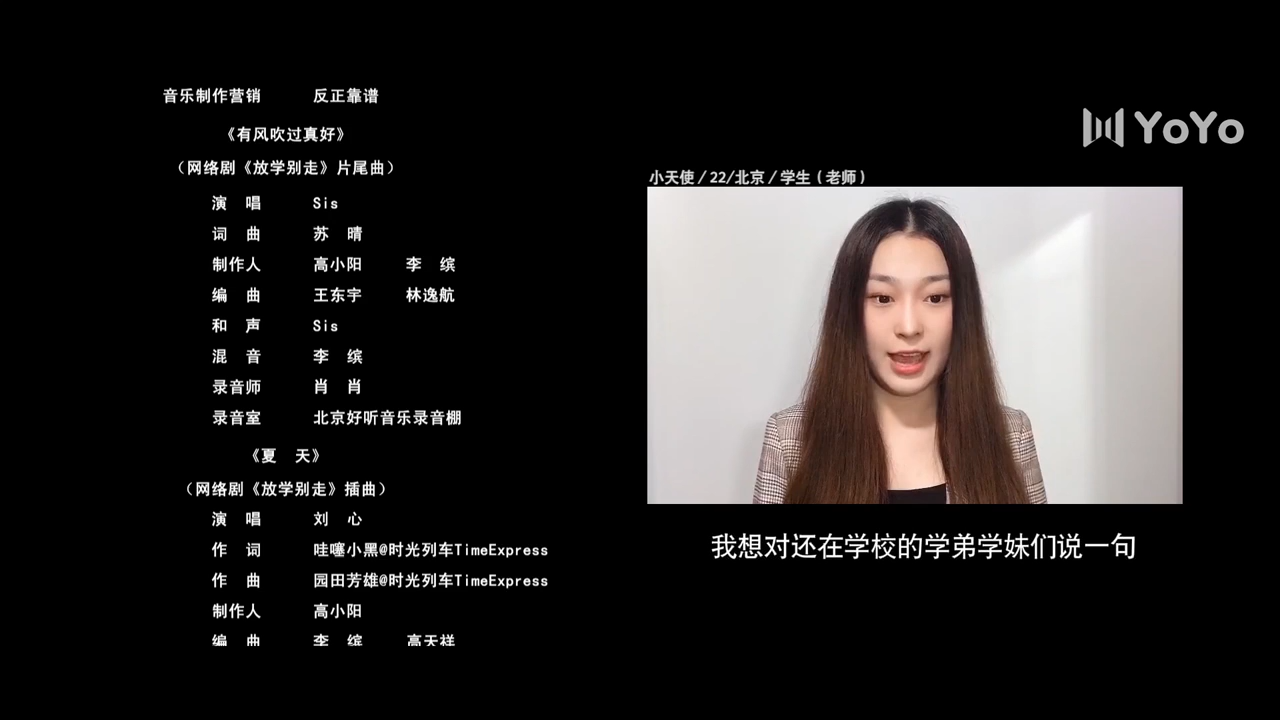 音乐制作营销 反正靠谱
《有风吹过真好》
（网络剧《放学别走》片尾曲）
演 唱 Sis
词 曲 苏 晴
制作人 高小阳 李 缤
编 曲 王东宇 林逸航
和 声 Sis
混 音 李 缤
录音师 肖 肖
录音室 北京好听音乐录音棚
《夏 天》
（网络剧《放学别走》插曲）
演 唱 刘 心
作 词 哇噻小黑@时光列车TimeExpress
作 曲 园田芳雄@时光列车TimeExpress
制作人 高小阳
编 曲 李 缤 高天样
YoYo
小天使 / 22/北京 / 学生（老师）
我想对还在学校的学弟学妹们说一句